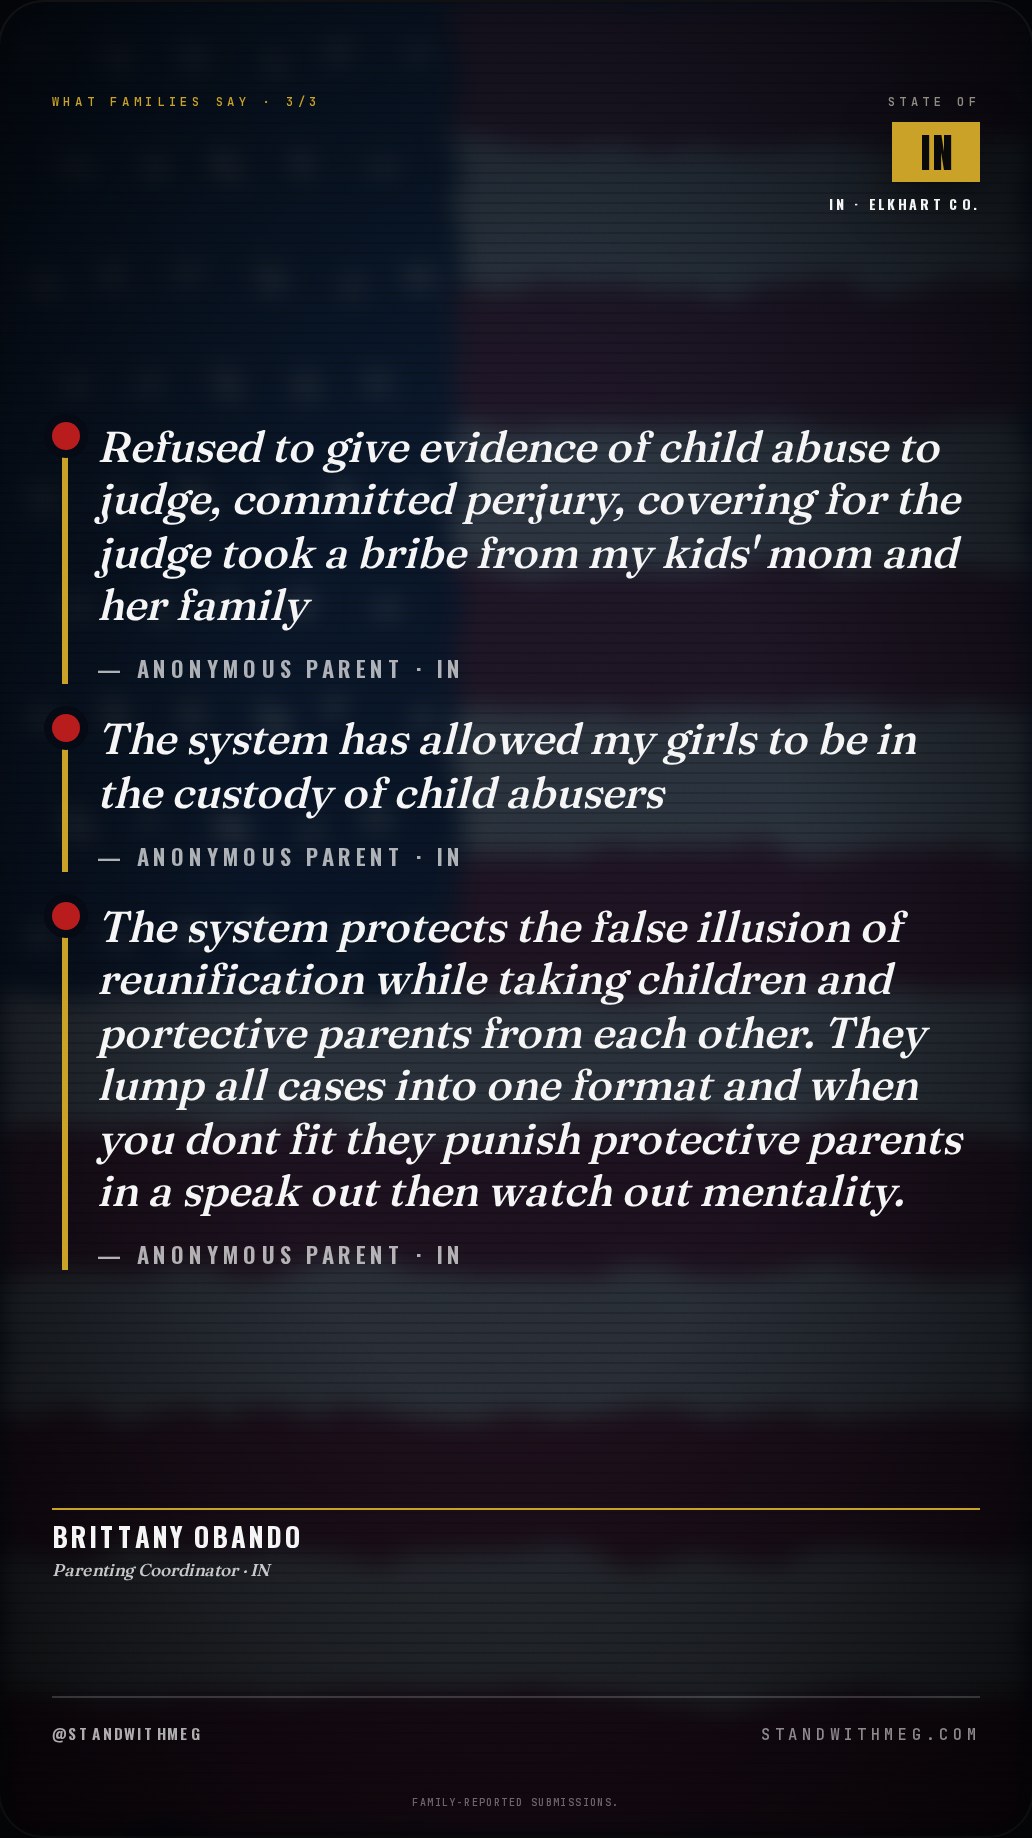 WHAT FAMILIES SAY · 3/3
STATE OF
IN
IN · ELKHART CO.
Refused to give evidence of child abuse to
judge, committed perjury, covering for the
judge took a bribe from my kids' mom and
her family
— ANONYMOUS PARENT · IN
The system has allowed my girls to be in
the custody of child abusers
— ANONYMOUS PARENT · IN
The system protects the false illusion of
reunification while taking children and
portective parents from each other. They
lump all cases into one format and when
you dont fit they punish protective parents
in a speak out then watch out mentality.
— ANONYMOUS PARENT · IN
BRITTANY OBANDO
Parenting Coordinator · IN
@STANDWITHMEG
STANDWITHMEG.COM
FAMILY-REPORTED SUBMISSIONS.